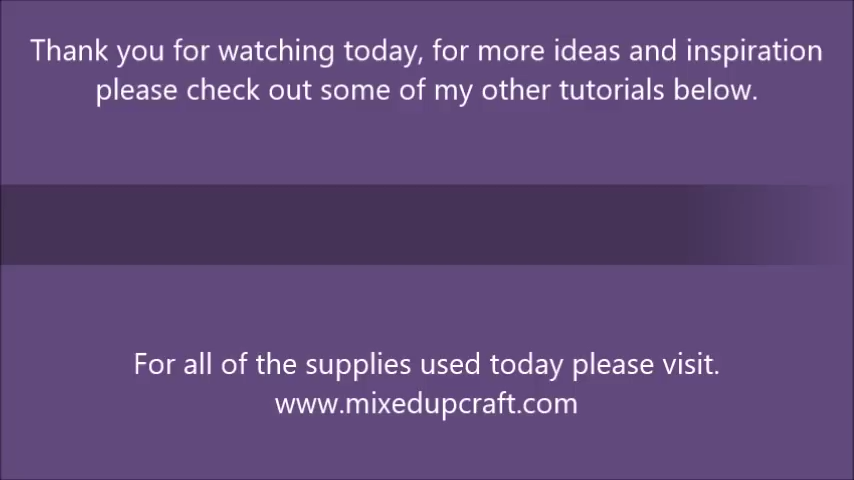 Thank you for watching today, for more ideas and inspiration
please check out some of my other tutorials below.
For all of the supplies used today please visit.
www.mixedupcraft.com